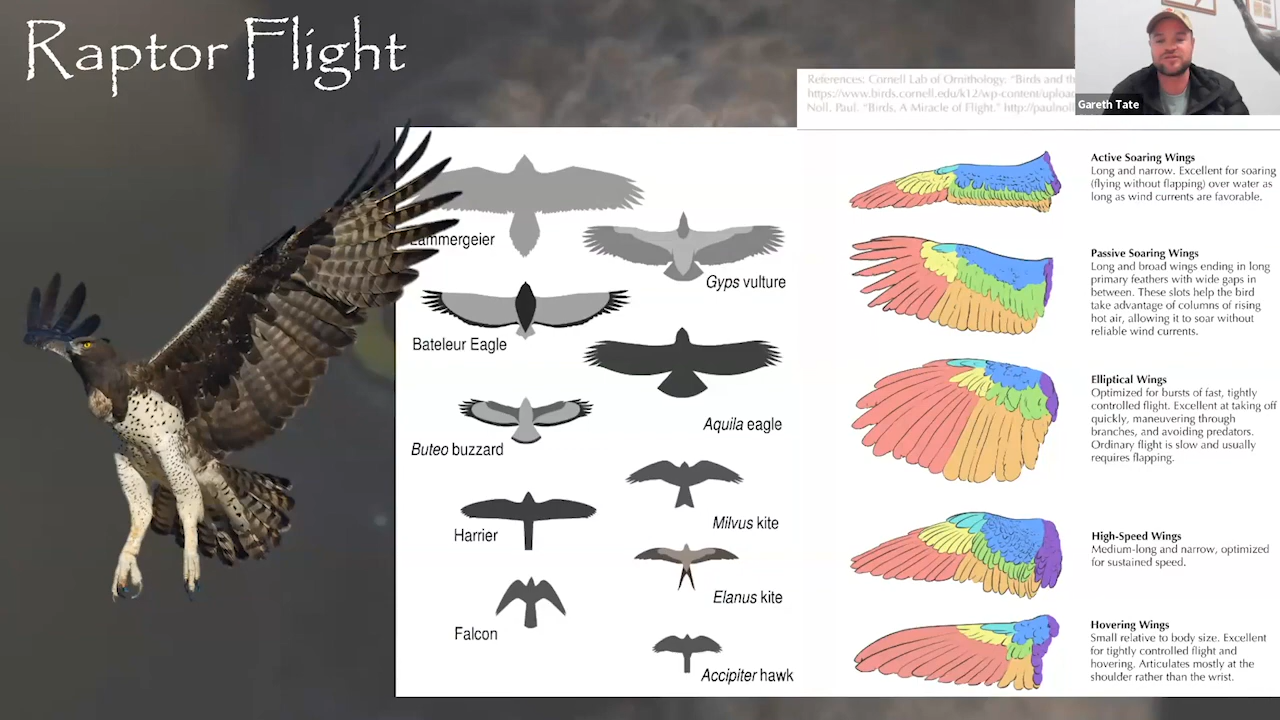 Raptor Flight
References: Cornell Lab of Ornithology. "Birds and th
https://www.birds.cornell.edu/k12/wp-content/uploa
Noll, Paul. "Birds, A Miracle of Flight." http://paulnoll
Gareth Tate
Lammergeier
Gyps vulture
Bateleur Eagle
Aquila eagle
Buteo buzzard
Milvus kite
Harrier
Elanus kite
Falcon
Accipiter hawk
Active Soaring Wings
Long and narrow. Excellent for soaring
(flying without flapping) over water as
long as wind currents are favorable.
Passive Soaring Wings
Long and broad wings ending in long
primary feathers with wide gaps in
between. These slots help the bird
take advantage of columns of rising
hot air, allowing it to soar without
reliable wind currents.
Elliptical Wings
Optimized for bursts of fast, tightly
controlled flight. Excellent at taking off
quickly, maneuvering through
branches, and avoiding predators.
Ordinary flight is slow and usually
requires flapping.
High-Speed Wings
Medium-long and narrow, optimized
for sustained speed.
Hovering Wings
Small relative to body size. Excellent
for tightly controlled flight and
hovering. Articulates mostly at the
shoulder rather than the wrist.